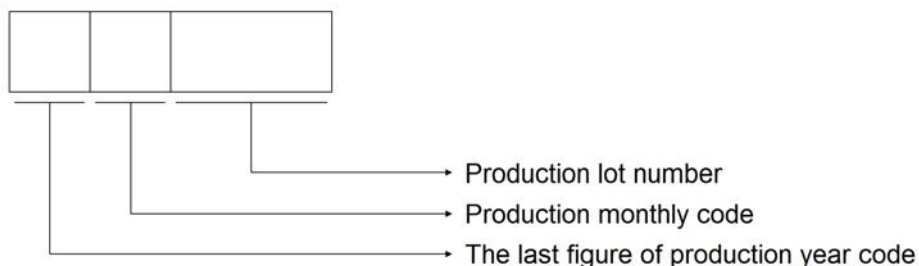 Production lot number
Production monthly code
The last figure of production year code